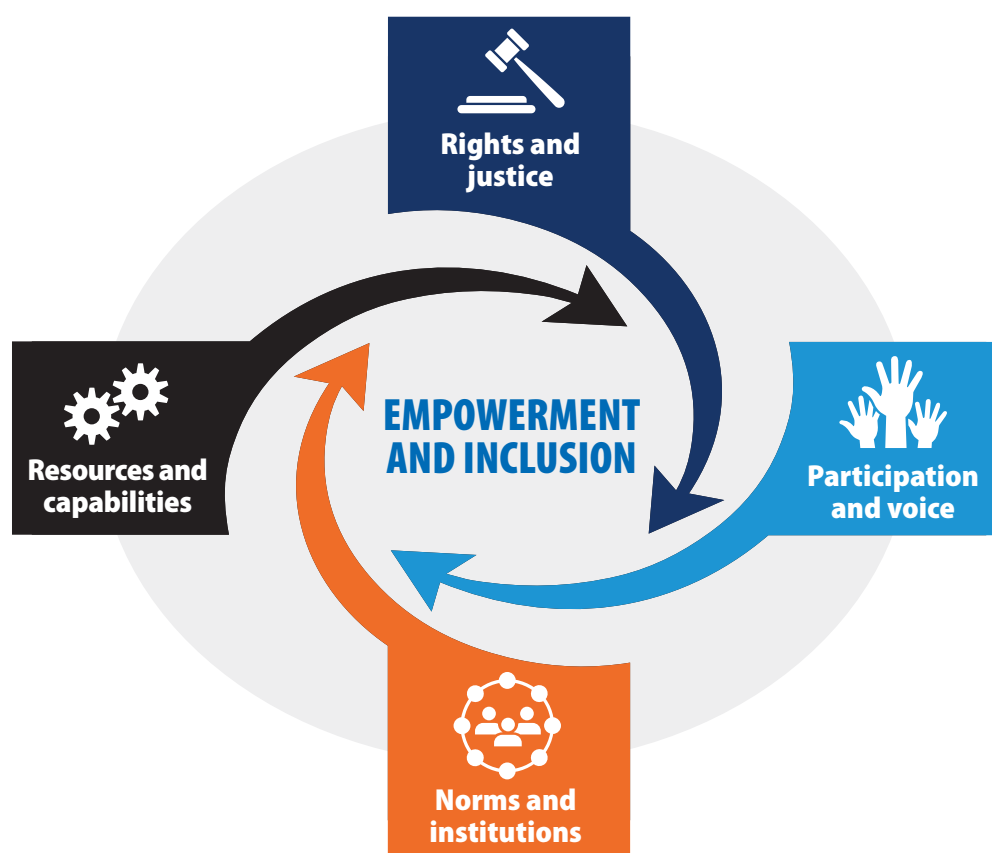 Rights and
justice
EMPOWERMENT
AND INCLUSION
Resources and
capabilities
Participation
and voice
Norms and
institutions